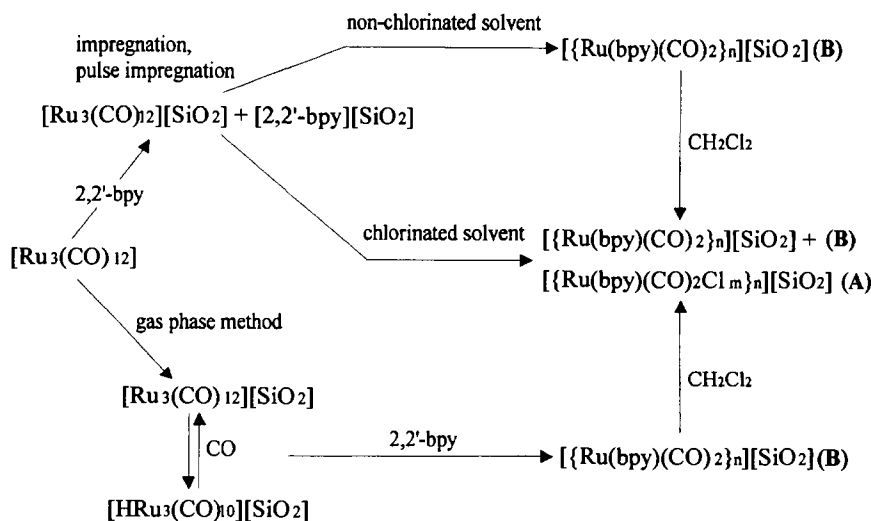 non-chlorinated solvent
impregnation,
pulse impregnation
[{Ru(bpy)(CO)2}n][SiO2] (B)
[Ru3(CO)12][SiO2] + [2,2'-bpy][SiO2]
CH2Cl2
2,2'-bpy
chlorinated solvent
[{Ru(bpy)(CO)2}n][SiO2] + (B)
[Ru3(CO)12]
[{Ru(bpy)(CO)2Clm}n][SiO2] (A)
gas phase method
CH2Cl2
[Ru3(CO)12][SiO2]
CO
2,2'-bpy
[{Ru(bpy)(CO)2}n][SiO2] (B)
[HRu3(CO)10][SiO2]